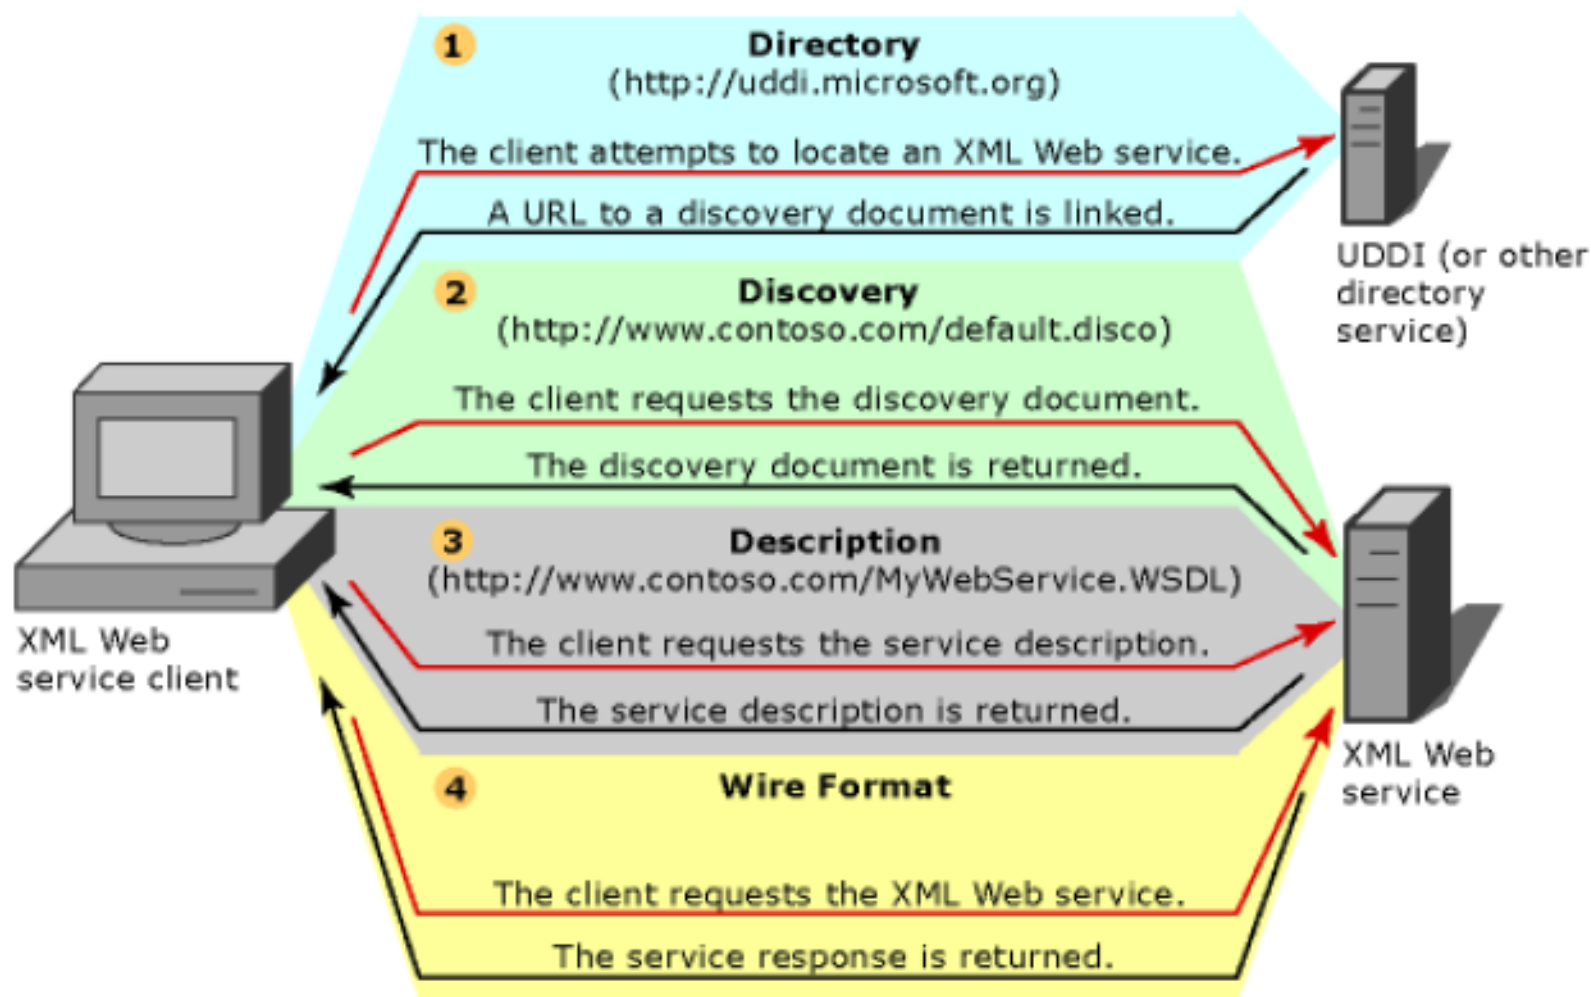 1 Directory
(http://uddi.microsoft.org)
The client attempts to locate an XML Web service.
A URL to a discovery document is linked.
UDDI (or other
directory
service)
2 Discovery
(http://www.contoso.com/default.disco)
The client requests the discovery document.
The discovery document is returned.
3 Description
(http://www.contoso.com/MyWebService.WSDL)
The client requests the service description.
The service description is returned.
XML Web
service client
4 Wire Format
XML Web
service
The client requests the XML Web service.
The service response is returned.